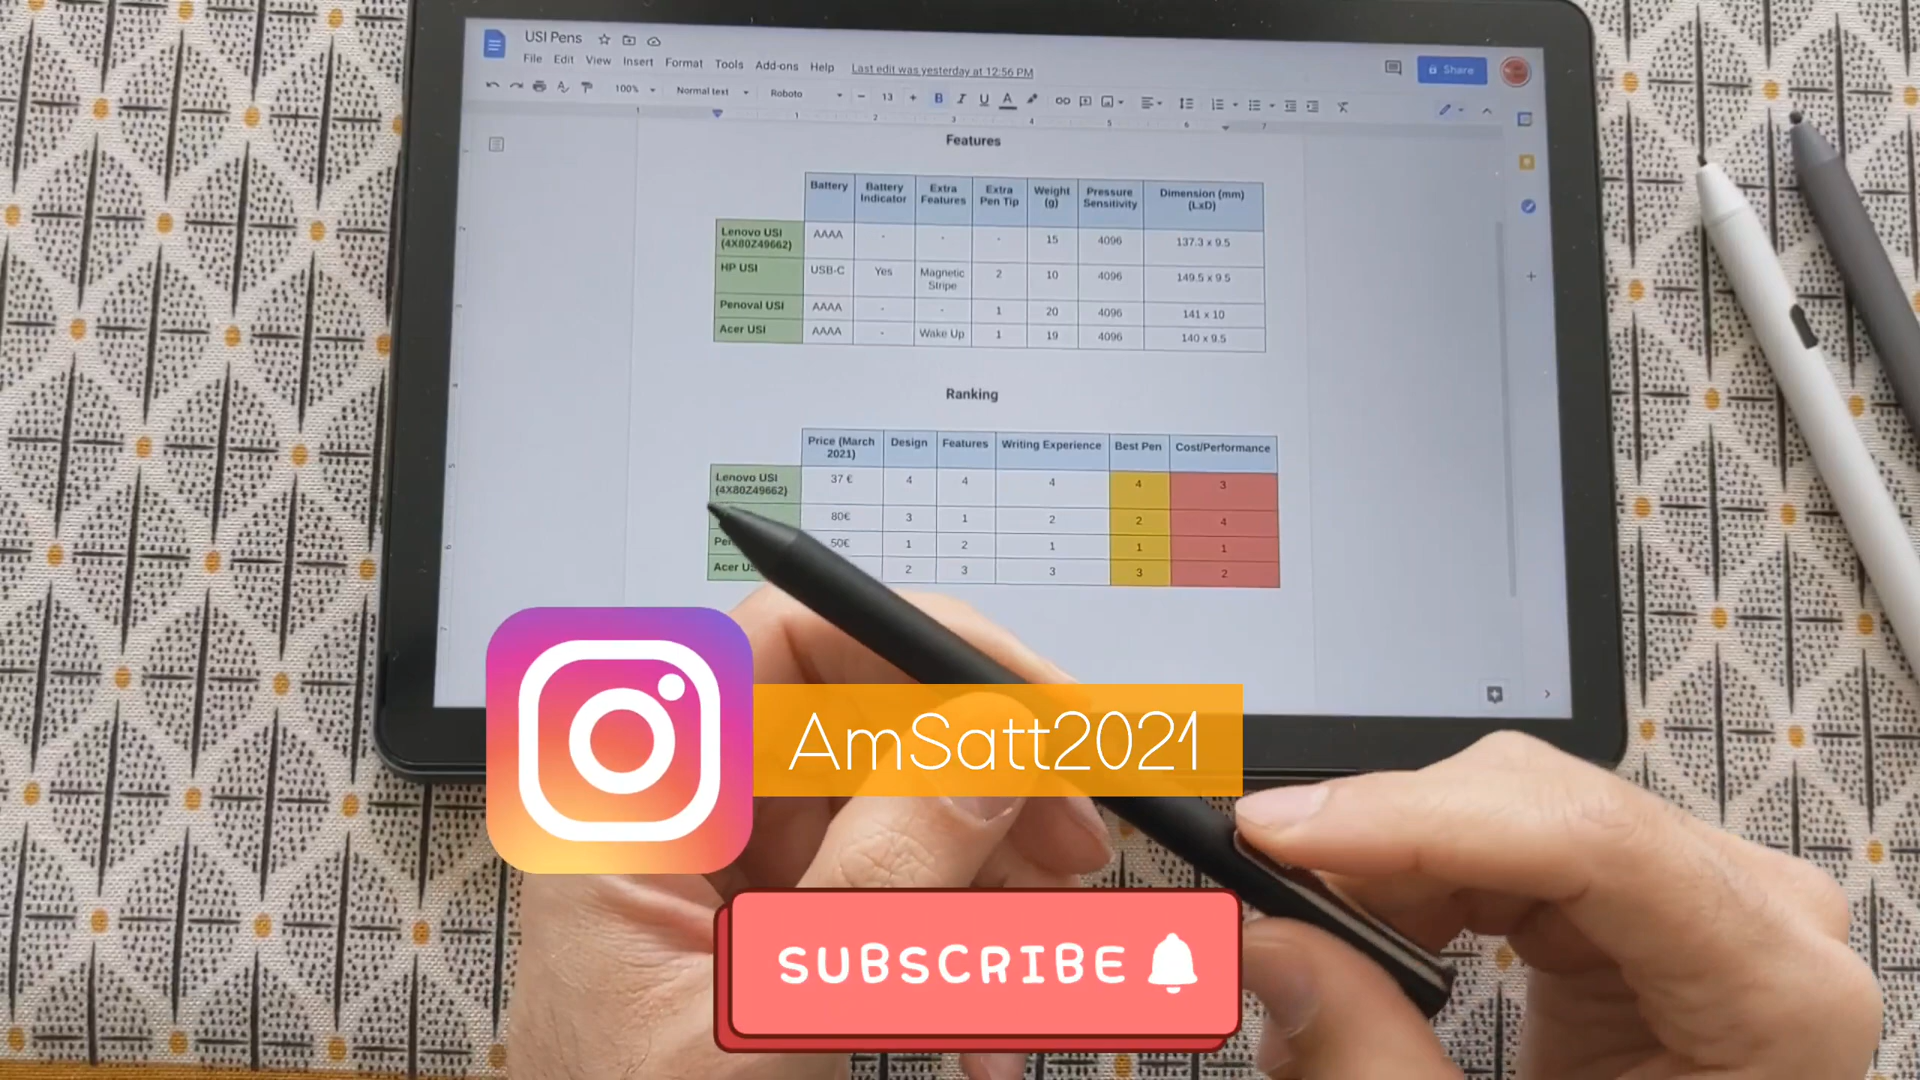 USI Pens
File Edit View Insert Format Tools Add-ons Help Last edit was yesterday at 12:56 PM
Share
100% Normal text Roboto 13 B I U A
Features
Battery Battery Indicator Extra Features Extra Pen Tip Weight (g) Pressure Sensitivity Dimension (mm) (LxD)
Lenovo USI (4X80Z49662) AAAA - - - 15 4096 137.3 x 9.5
HP USI USB-C Yes Magnetic Stripe 2 10 4096 149.5 x 9.5
Penoval USI AAAA - - 1 20 4096 141 x 10
Acer USI AAAA - Wake Up 1 19 4096 140 x 9.5
Ranking
Price (March 2021) Design Features Writing Experience Best Pen Cost/Performance
Lenovo USI (4X80Z49662) 37 € 4 4 4 4 3
80€ 3 1 2 2 4
50€ 1 2 1 1 1
Acer 2 3 3 3 2
AmSatt2021
SUBSCRIBE